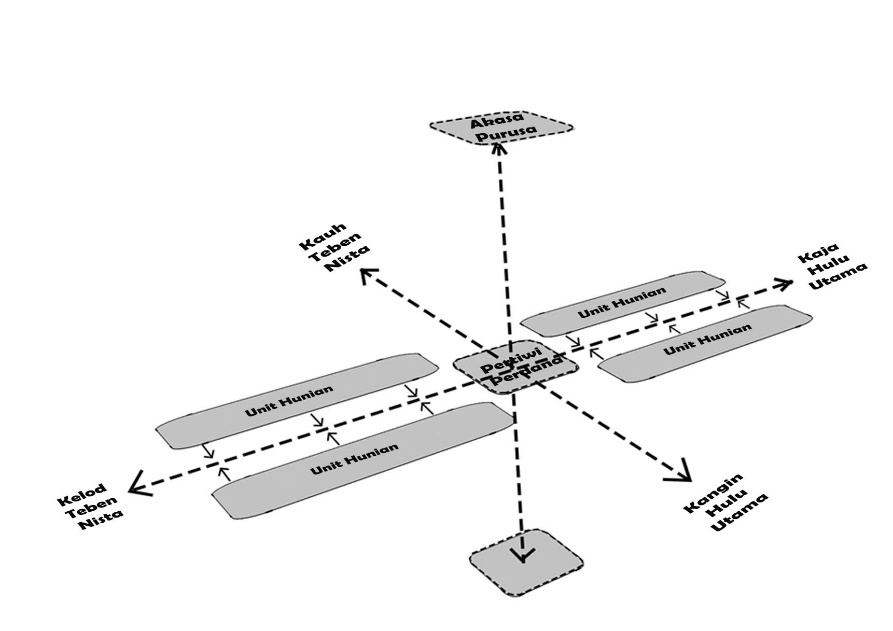 Akasa
Purusa
Kauh
Teben
Nista
Kaja
Hulu
Utama
Unit Hunian
Unit Hunian
Pertiwi
Perdana
Unit Hunian
Unit Hunian
Kelod
Teben
Nista
Kangin
Hulu
Utama